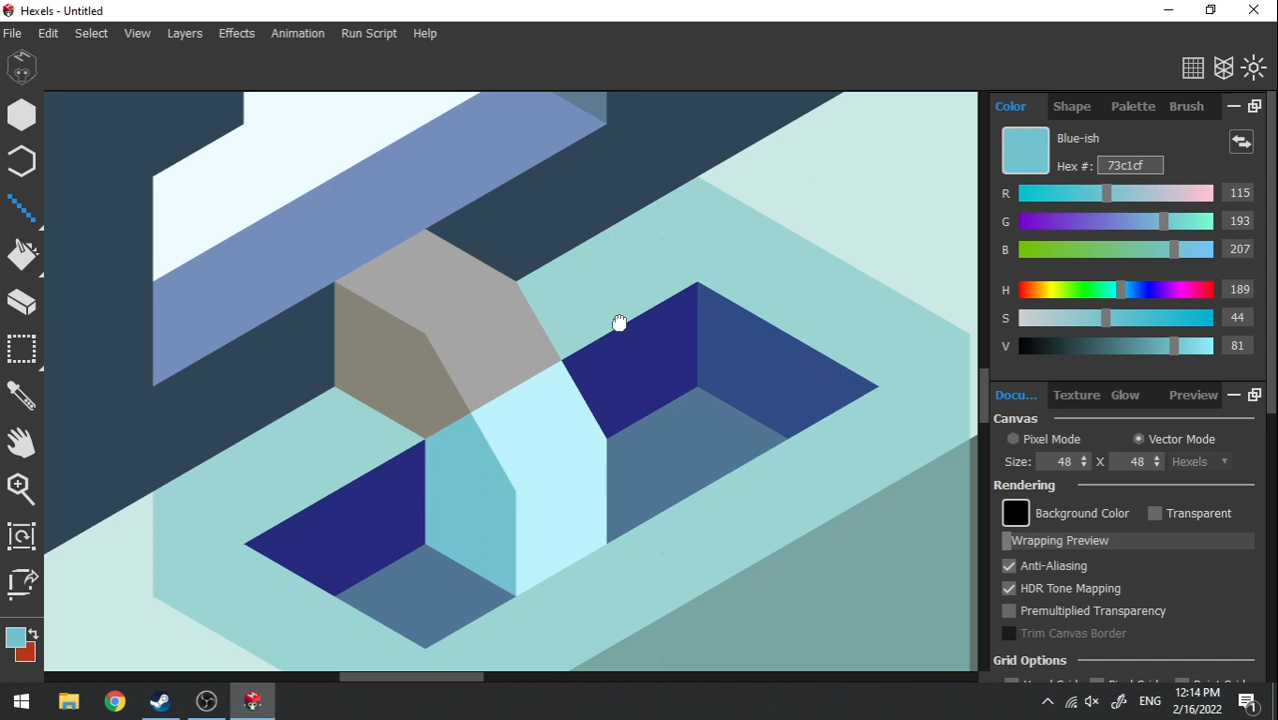 Hexels - Untitled
File Edit Select View Layers Effects Animation Run Script Help
Color Shape Palette Brush
Blue-ish
Hex #: 73c1cf
R 115
G 193
B 207
H 189
S 44
V 81
Docu... Texture Glow Preview
Canvas
Pixel Mode Vector Mode
Size: 48 X 48 Hexels
Rendering
Background Color Transparent
Wrapping Preview
Anti-Aliasing
HDR Tone Mapping
Premultiplied Transparency
Trim Canvas Border
Grid Options
ENG 12:14 PM
2/16/2022 1